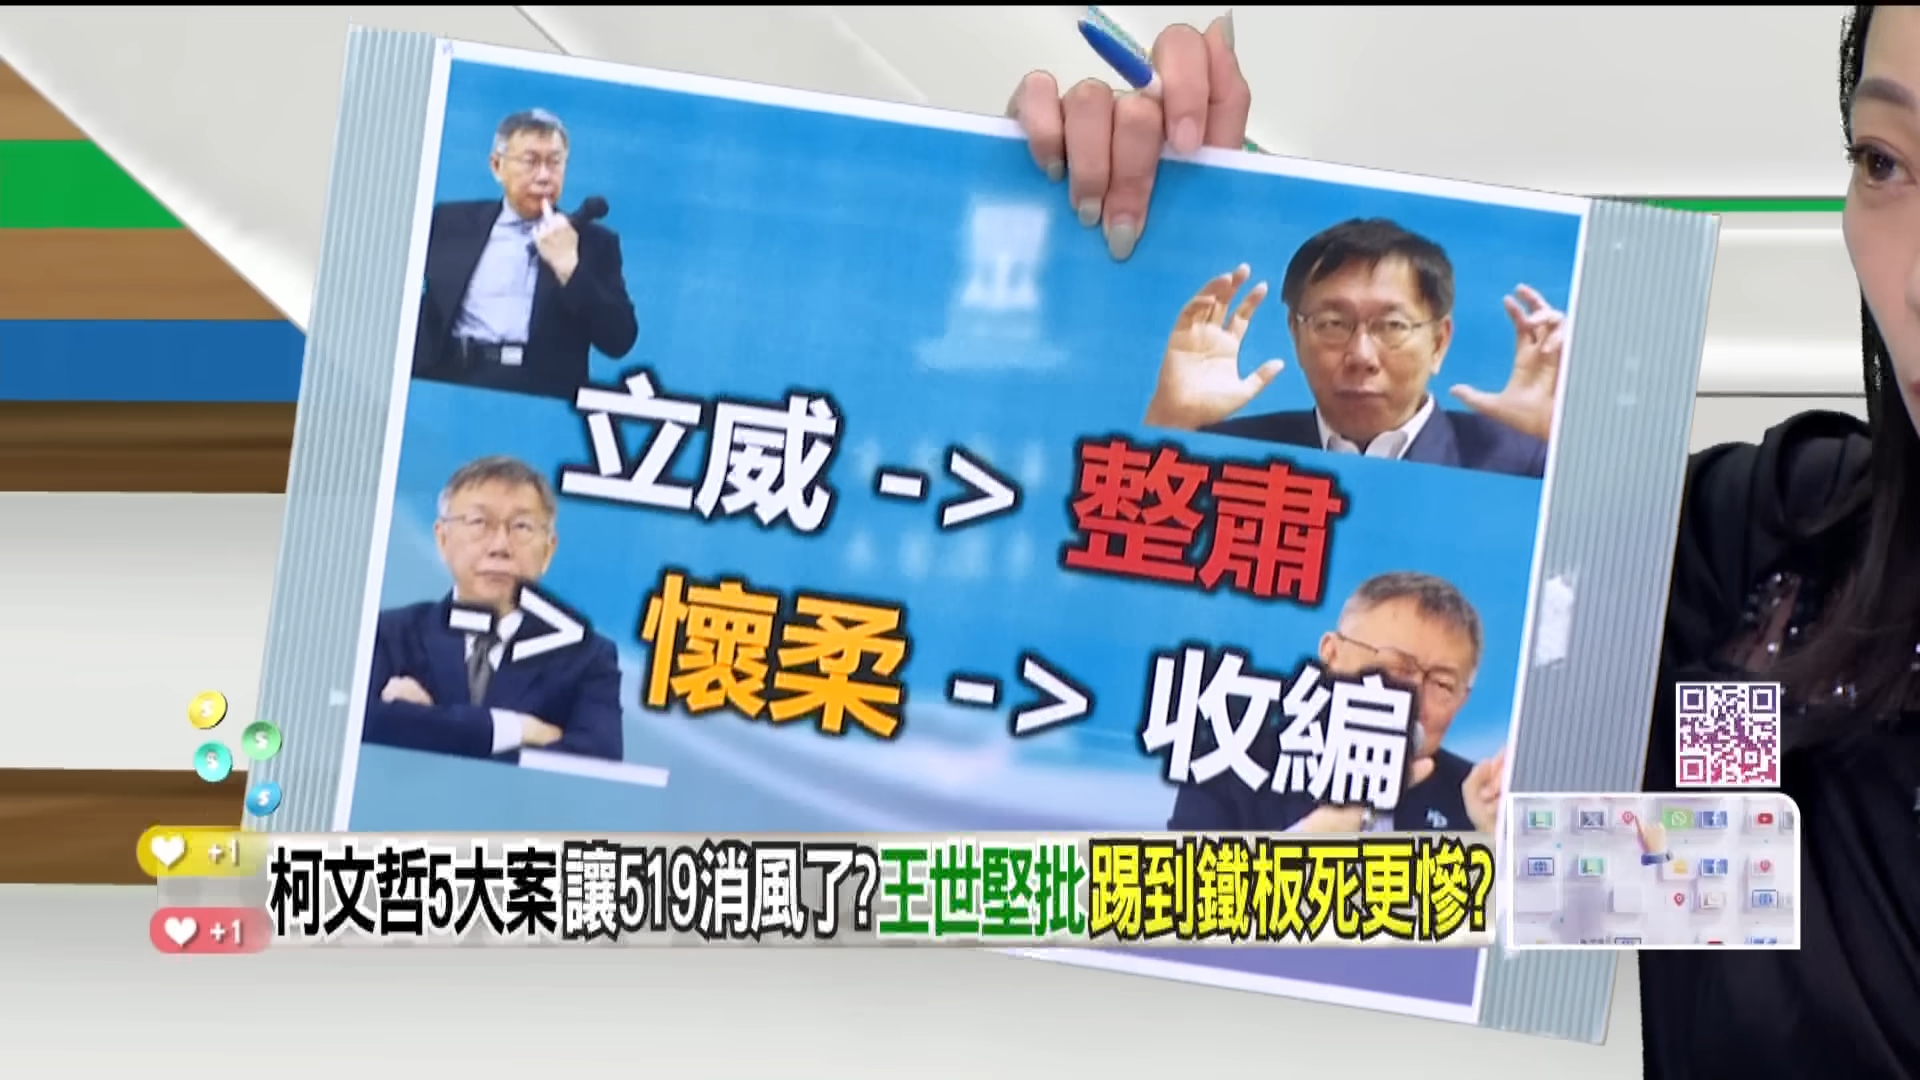 立威 -> 整肅
-> 懷柔 -> 收編
+1
+1
柯文哲5大案讓519消風了?王世堅批踢到鐵板死更慘?